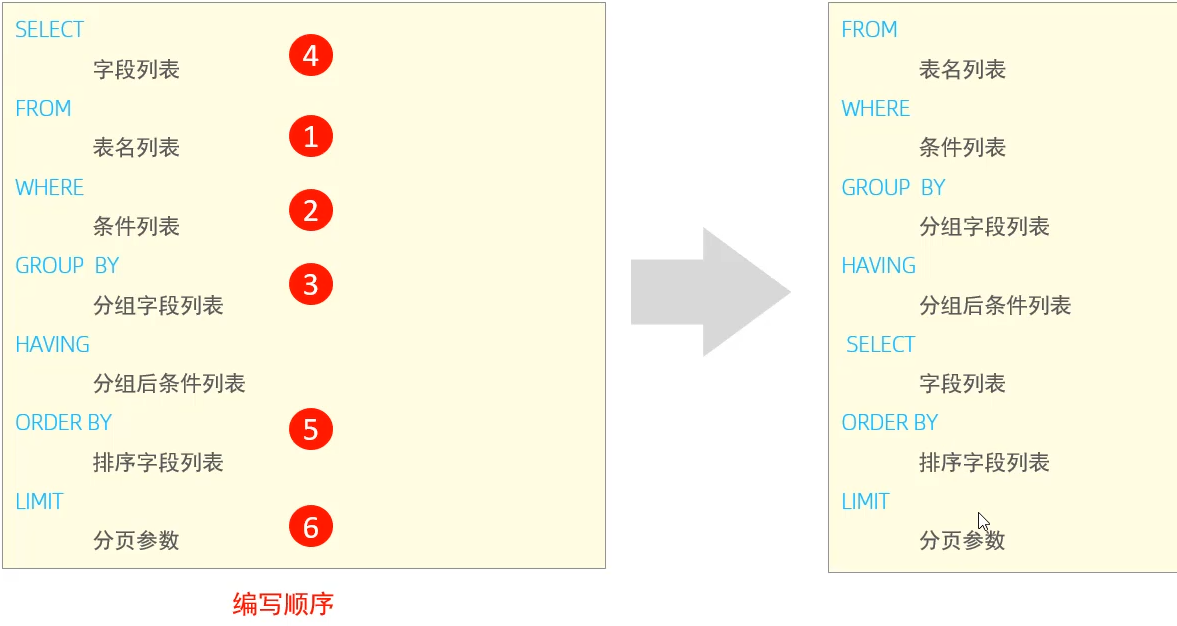 SELECT
字段列表
4
FROM
表名列表
1
WHERE
条件列表
2
GROUP BY
分组字段列表
3
HAVING
分组后条件列表
ORDER BY
排序字段列表
5
LIMIT
分页参数
6
编写顺序
FROM
表名列表
WHERE
条件列表
GROUP BY
分组字段列表
HAVING
分组后条件列表
SELECT
字段列表
ORDER BY
排序字段列表
LIMIT
分页参数